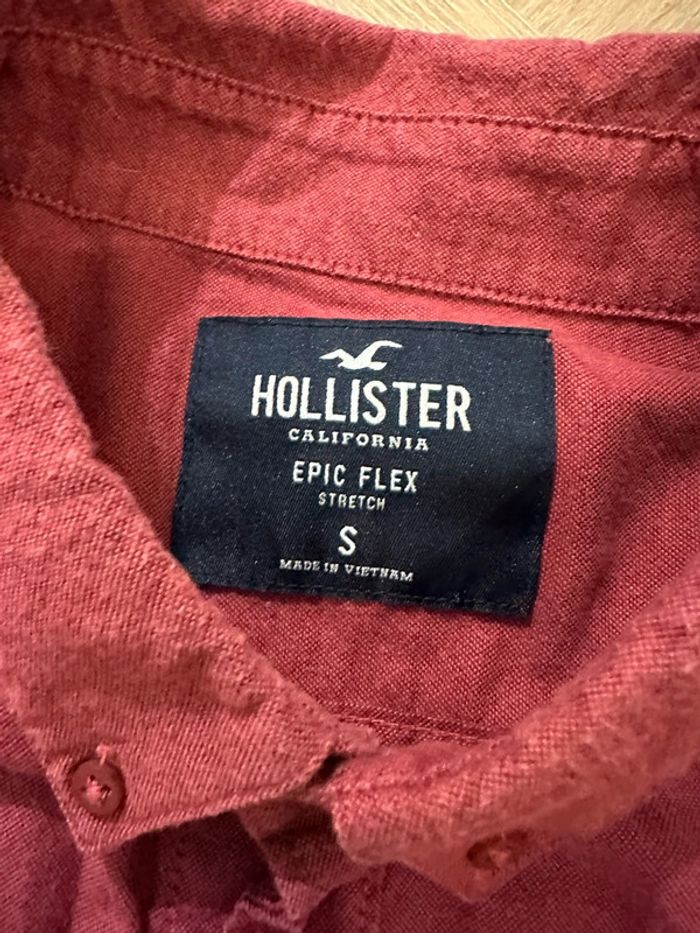 HOLLISTER
CALIFORNIA
EPIC FLEX
STRETCH
S
MADE IN VIETNAM